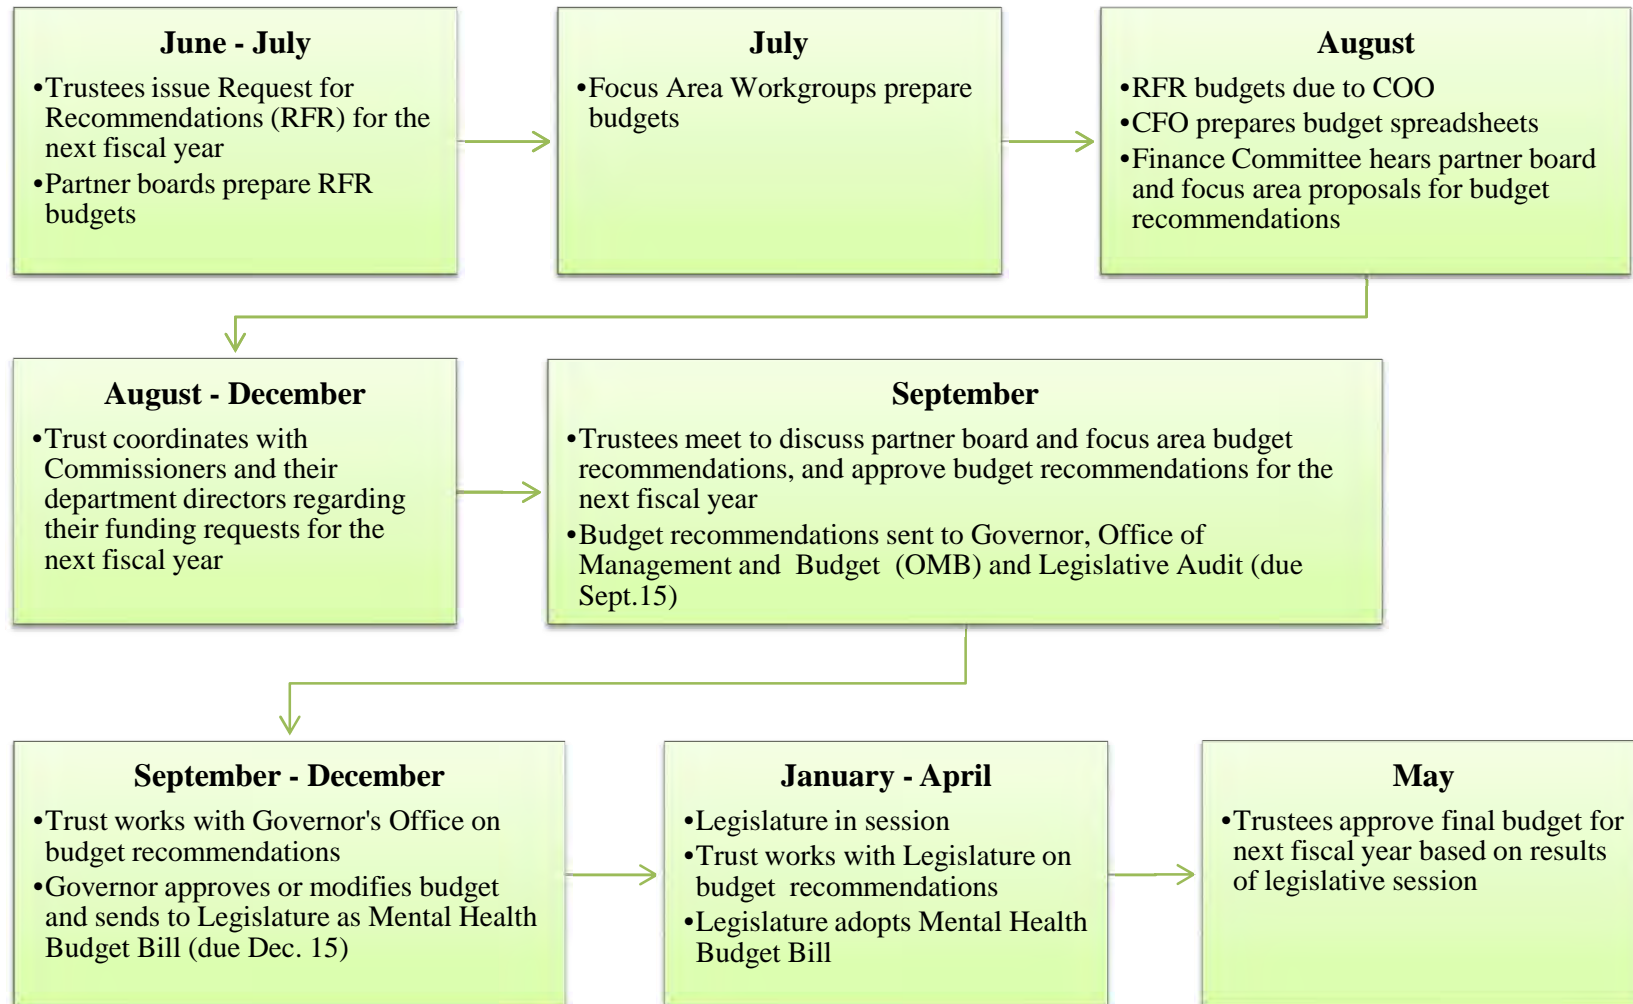 June - July
•Trustees issue Request for
Recommendations (RFR) for the
next fiscal year
•Partner boards prepare RFR
budgets
July
•Focus Area Workgroups prepare
budgets
August
•RFR budgets due to COO
•CFO prepares budget spreadsheets
•Finance Committee hears partner board
and focus area proposals for budget
recommendations
August - December
•Trust coordinates with
Commissioners and their
department directors regarding
their funding requests for the
next fiscal year
September
•Trustees meet to discuss partner board and focus area budget
recommendations, and approve budget recommendations for the
next fiscal year
•Budget recommendations sent to Governor, Office of
Management and Budget (OMB) and Legislative Audit (due
Sept.15)
September - December
•Trust works with Governor's Office on
budget recommendations
•Governor approves or modifies budget
and sends to Legislature as Mental Health
Budget Bill (due Dec. 15)
January - April
•Legislature in session
•Trust works with Legislature on
budget recommendations
•Legislature adopts Mental Health
Budget Bill
May
•Trustees approve final budget for
next fiscal year based on results
of legislative session